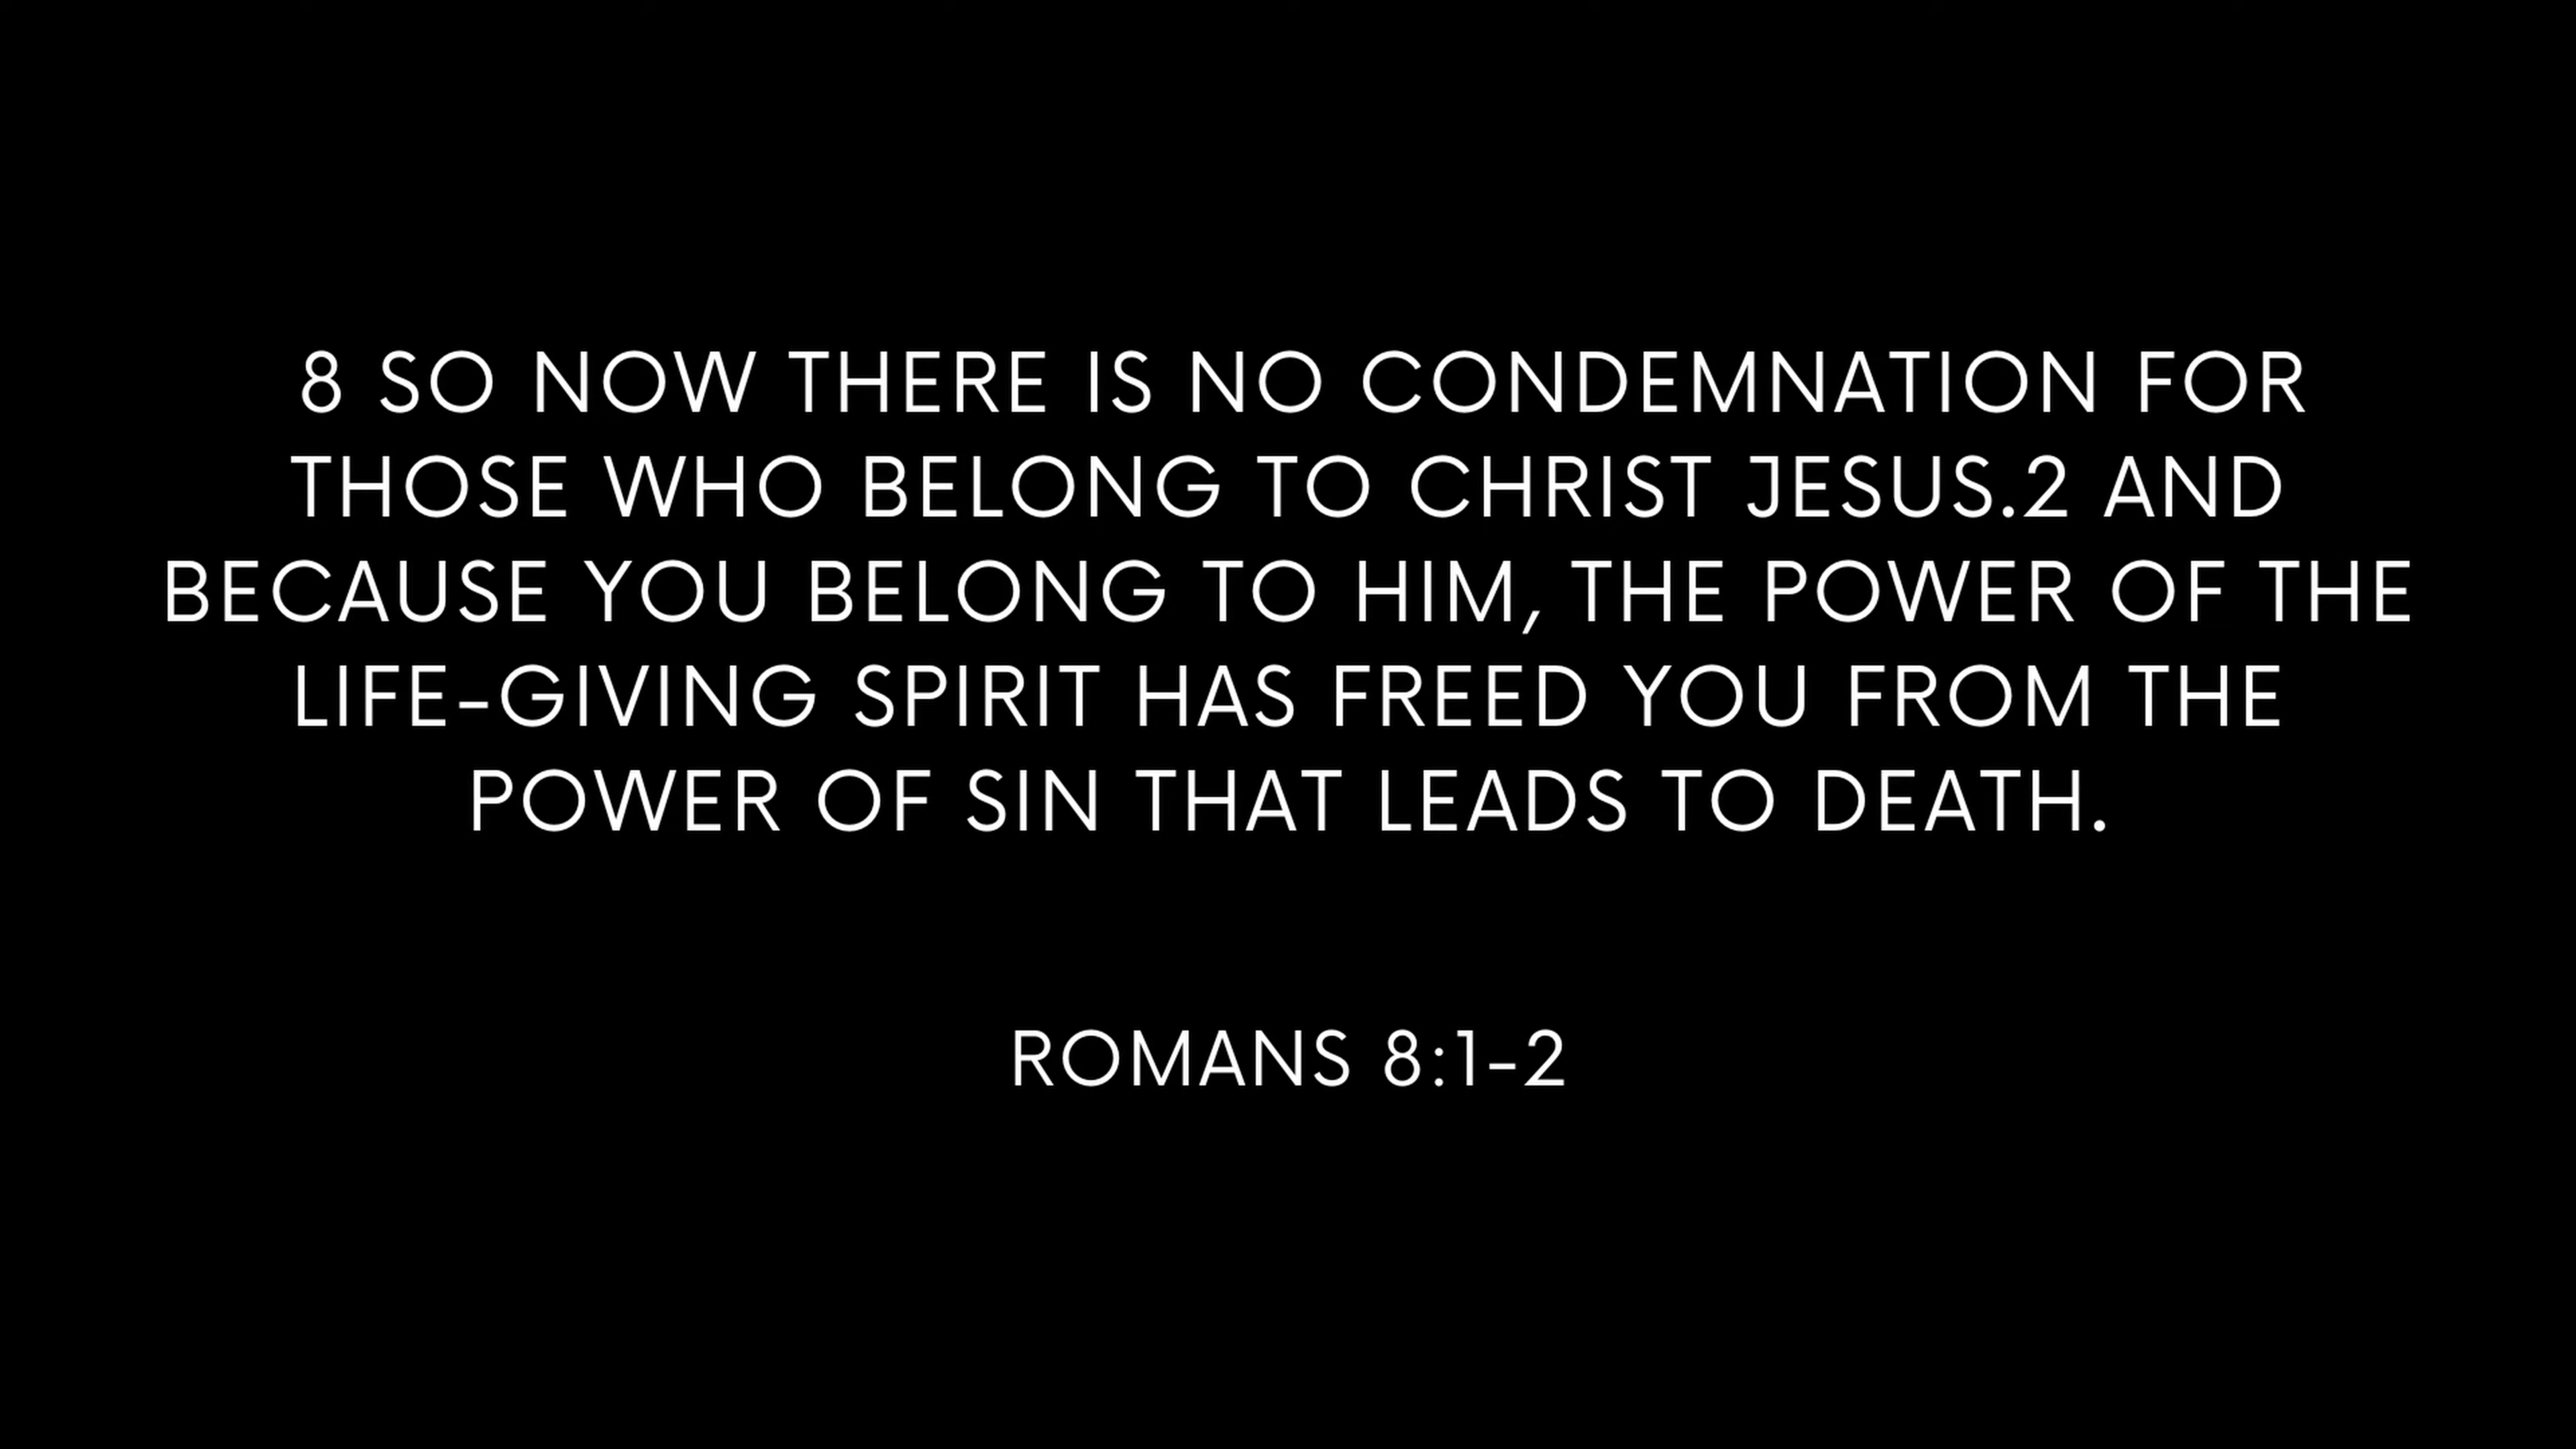 8 SO NOW THERE IS NO CONDEMNATION FOR
THOSE WHO BELONG TO CHRIST JESUS.2 AND
BECAUSE YOU BELONG TO HIM, THE POWER OF THE
LIFE-GIVING SPIRIT HAS FREED YOU FROM THE
POWER OF SIN THAT LEADS TO DEATH.
ROMANS 8:1-2